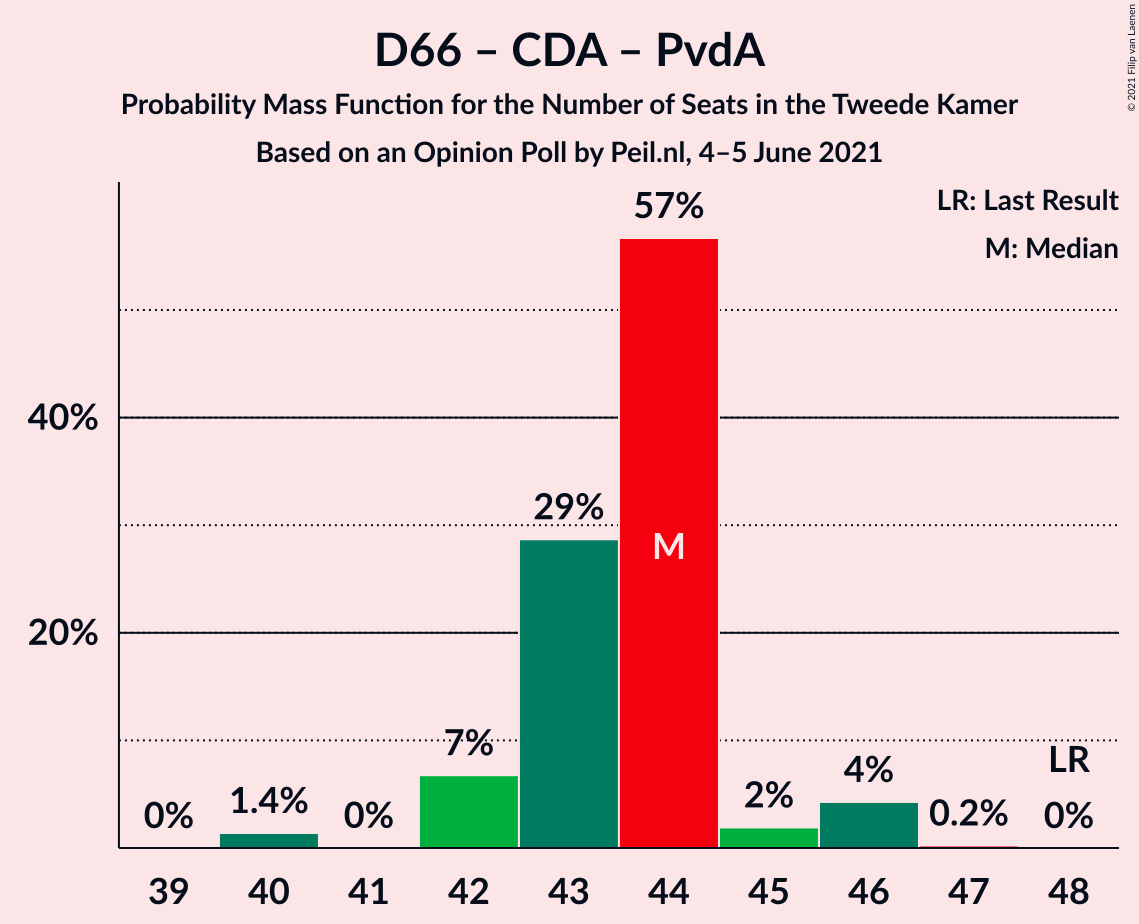 D66 – CDA – PvdA
Probability Mass Function for the Number of Seats in the Tweede Kamer
Based on an Opinion Poll by Peil.nl, 4–5 June 2021
© 2021 Filip van Laenen
LR: Last Result
M: Median
40%
20%
0%
1.4%
0%
7%
29%
57%
M
2%
4%
0.2%
LR
0%
39 40 41 42 43 44 45 46 47 48